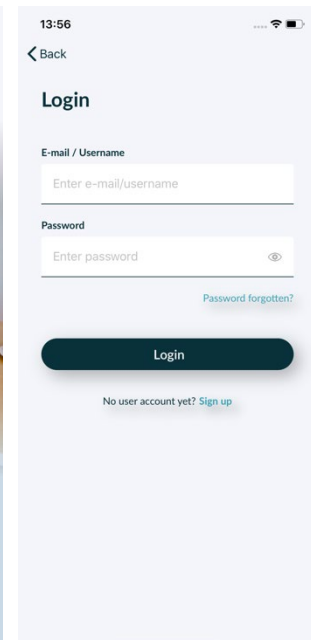 13:56
Back
Login
E-mail / Username
Enter e-mail/username
Password
Enter password
Password forgotten?
Login
No user account yet? Sign up